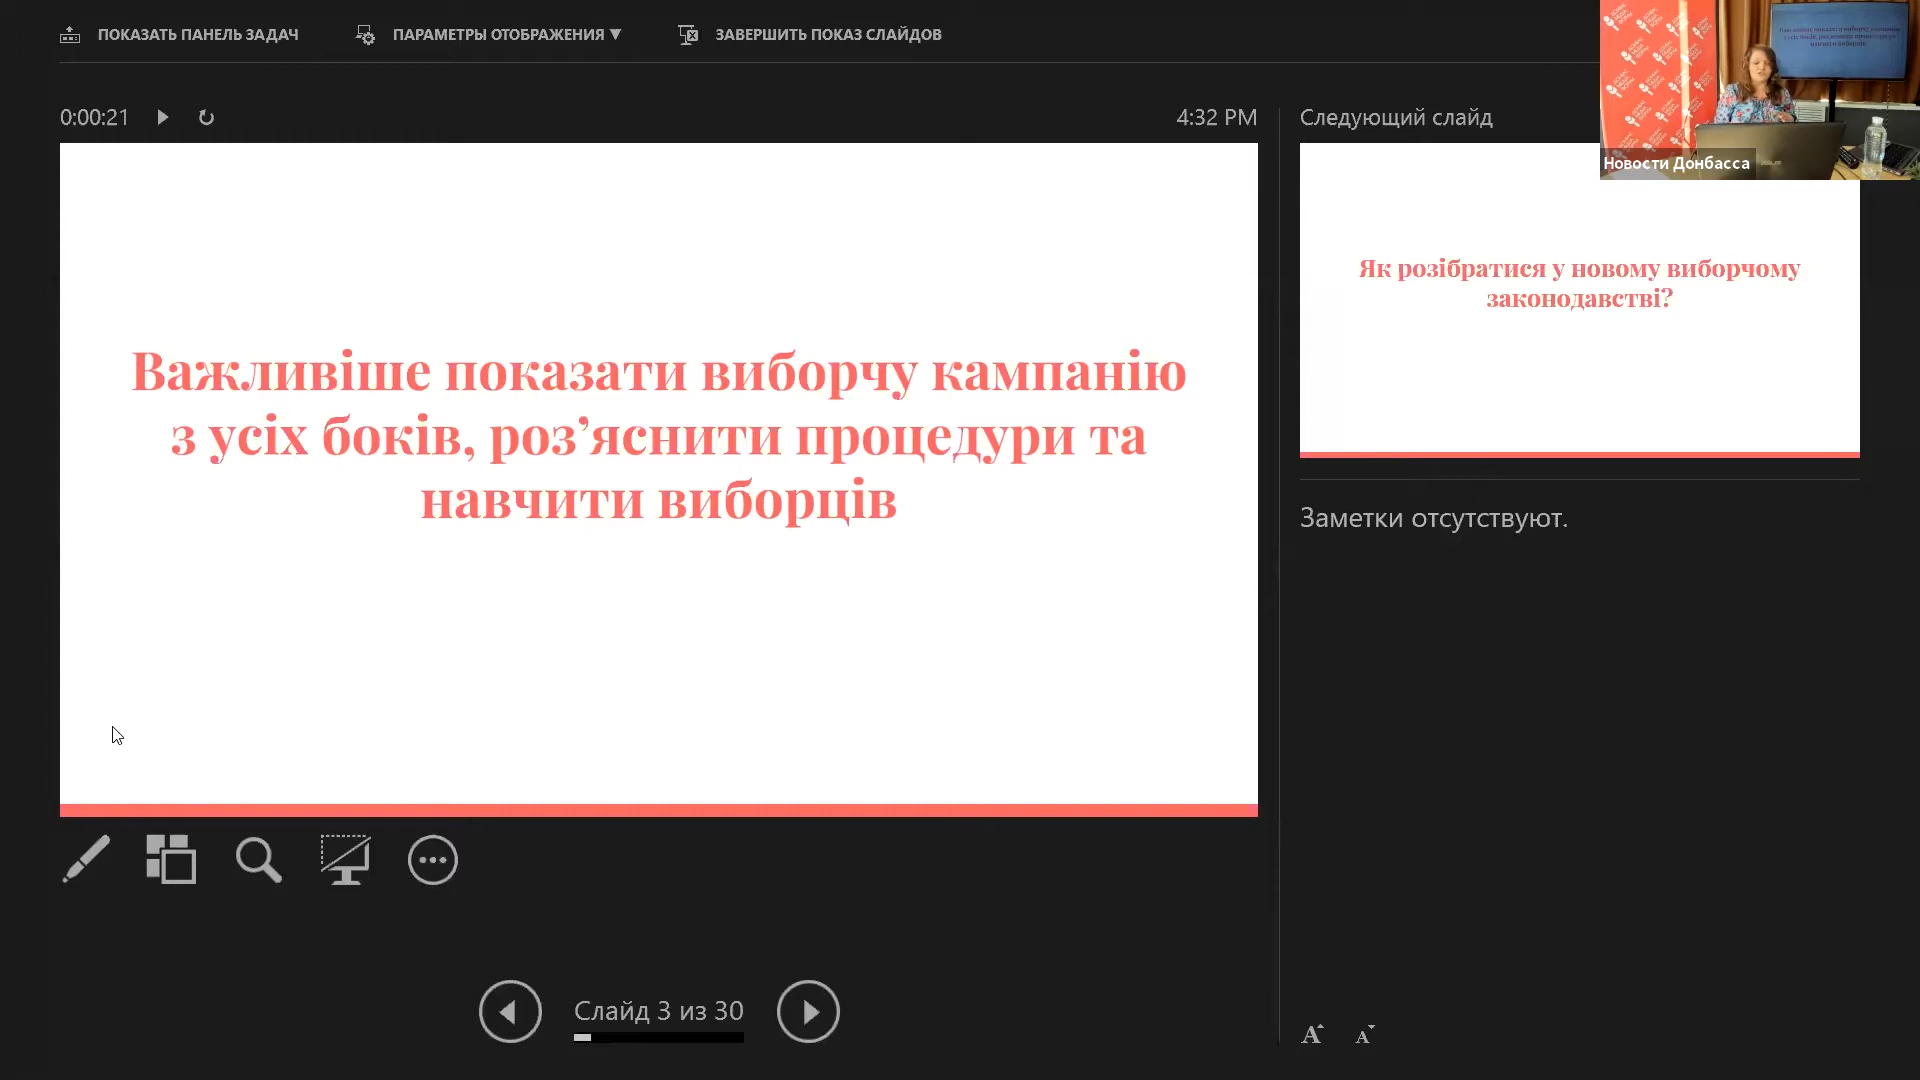 ПОКАЗАТЬ ПАНЕЛЬ ЗАДАЧ
ПАРАМЕТРЫ ОТОБРАЖЕНИЯ ▼
ЗАВЕРШИТЬ ПОКАЗ СЛАЙДОВ
0:00:21
4:32 PM
Следующий слайд
Новости Донбасса
Важливіше показати виборчу кампанію
з усіх боків, роз’яснити процедури та
навчити виборців
Як розібратися у новому виборчому
законодавстві?
Заметки отсутствуют.
Слайд 3 из 30